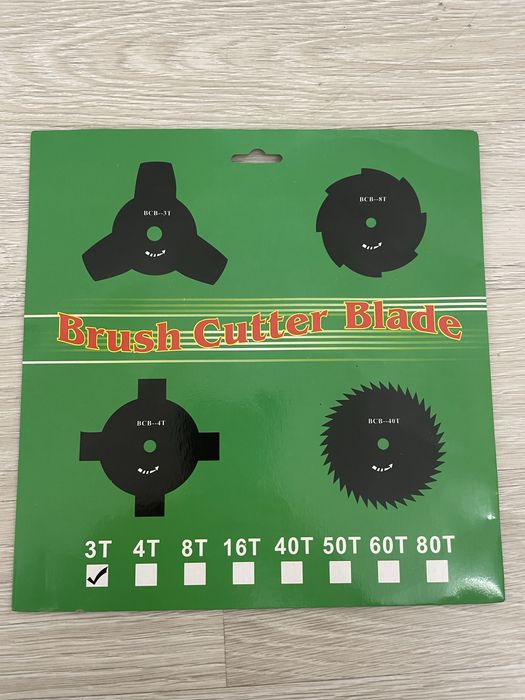 BCB--3T
BCB--8T
Brush Cutter Blade
BCB--4T
BCB--40T
3T 4T 8T 16T 40T 50T 60T 80T